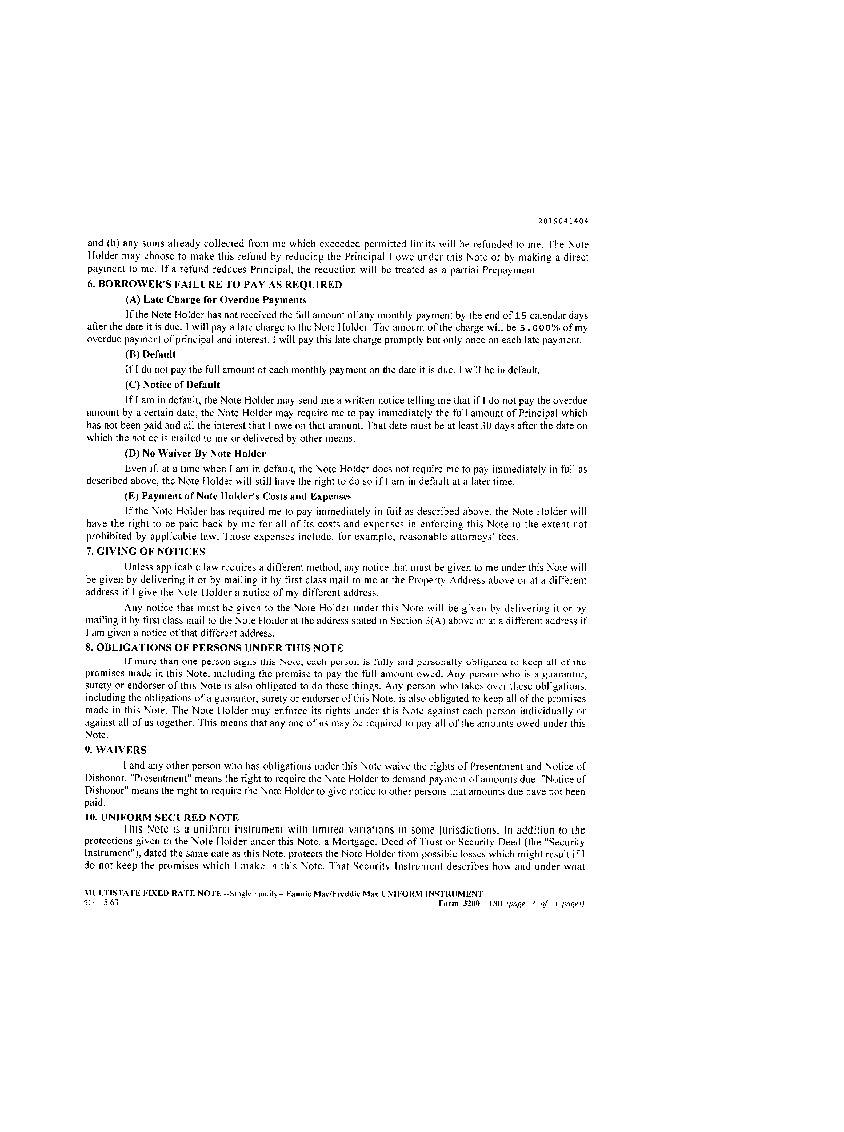 2019041404
and (b) any sums already collected from me which exceeded permitted limits will be refunded to me. The Note
Holder may choose to make this refund by reducing the Principal I owe under this Note or by making a direct
payment to me. If a refund reduces Principal, the reduction will be treated as a partial Prepayment
6. BORROWER'S FAILURE TO PAY AS REQUIRED
(A) Late Charge for Overdue Payments
If the Note Holder has not received the full amount of any monthly payment by the end of 15 calendar days
after the date it is due, I will pay a late charge to the Note Holder. The amount of the charge will be 5.000% of my
overdue payment of principal and interest. I will pay this late charge promptly but only once on each late payment.
(B) Default
If I do not pay the full amount of each monthly payment on the date it is due, I will be in default.
(C) Notice of Default
If I am in default, the Note Holder may send me a written notice telling me that if I do not pay the overdue
amount by a certain date, the Note Holder may require me to pay immediately the full amount of Principal which
has not been paid and all the interest that I owe on that amount. That date must be at least 30 days after the date on
which the notice is mailed to me or delivered by other means.
(D) No Waiver By Note Holder
Even if, at a time when I am in default, the Note Holder does not require me to pay immediately in full as
described above, the Note Holder will still have the right to do so if I am in default at a later time.
(E) Payment of Note Holder's Costs and Expenses
If the Note Holder has required me to pay immediately in full as described above, the Note Holder will
have the right to be paid back by me for all of its costs and expenses in enforcing this Note to the extent not
prohibited by applicable law. Those expenses include, for example, reasonable attorneys' fees.
7. GIVING OF NOTICES
Unless applicable law requires a different method, any notice that must be given to me under this Note will
be given by delivering it or by mailing it by first class mail to me at the Property Address above or at a different
address if I give the Note Holder a notice of my different address.
Any notice that must be given to the Note Holder under this Note will be given by delivering it or by
mailing it by first class mail to the Note Holder at the address stated in Section 3(A) above or at a different address if
I am given a notice of that different address.
8. OBLIGATIONS OF PERSONS UNDER THIS NOTE
If more than one person signs this Note, each person is fully and personally obligated to keep all of the
promises made in this Note, including the promise to pay the full amount owed. Any person who is a guarantor,
surety or endorser of this Note is also obligated to do these things. Any person who takes over these obligations,
including the obligations of a guarantor, surety or endorser of this Note, is also obligated to keep all of the promises
made in this Note. The Note Holder may enforce its rights under this Note against each person individually or
against all of us together. This means that any one of us may be required to pay all of the amounts owed under this
Note.
9. WAIVERS
I and any other person who has obligations under this Note waive the rights of Presentment and Notice of
Dishonor. "Presentment" means the right to require the Note Holder to demand payment of amounts due. "Notice of
Dishonor" means the right to require the Note Holder to give notice to other persons that amounts due have not been
paid.
10. UNIFORM SECURED NOTE
This Note is a uniform instrument with limited variations in some jurisdictions. In addition to the
protections given to the Note Holder under this Note, a Mortgage, Deed of Trust or Security Deed (the "Security
Instrument"), dated the same date as this Note, protects the Note Holder from possible losses which might result if I
do not keep the promises which I make in this Note. That Security Instrument describes how and under what
MULTISTATE FIXED RATE NOTE--Single Family--Fannie Mae/Freddie Mac UNIFORM INSTRUMENT
Form 3200 1/01 (page 2 of 3 pages)